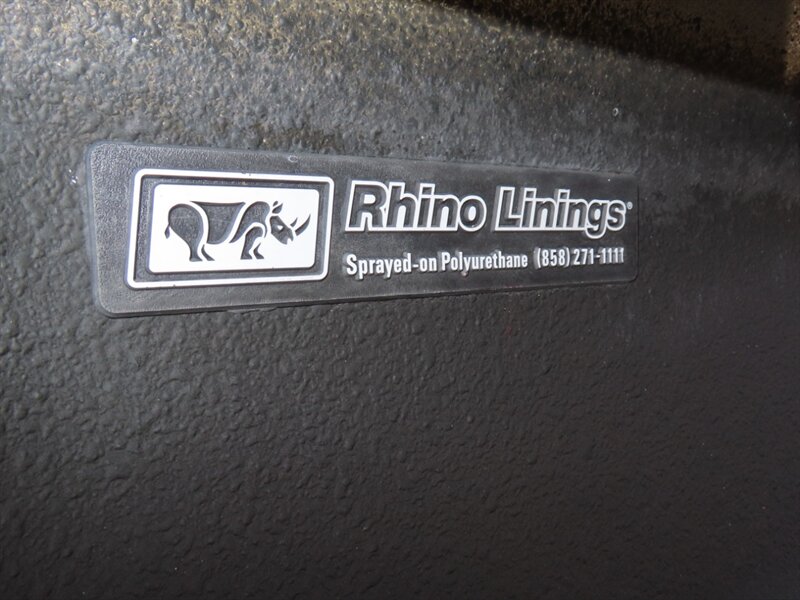 Rhino Linings®
Sprayed-on Polyurethane (858) 271-1111